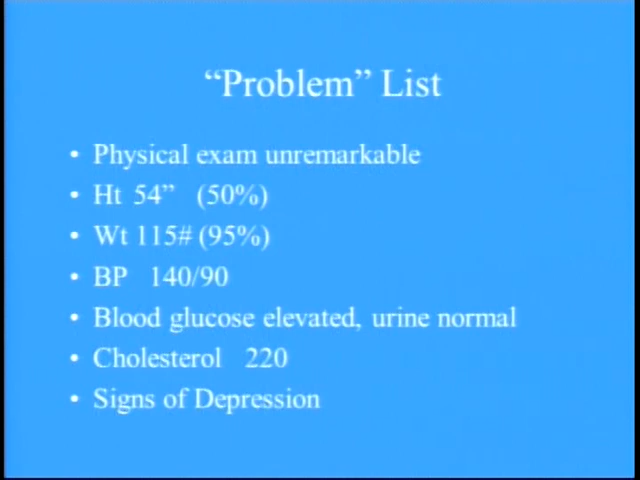 “Problem” List
• Physical exam unremarkable
• Ht 54” (50%)
• Wt 115# (95%)
• BP 140/90
• Blood glucose elevated, urine normal
• Cholesterol 220
• Signs of Depression